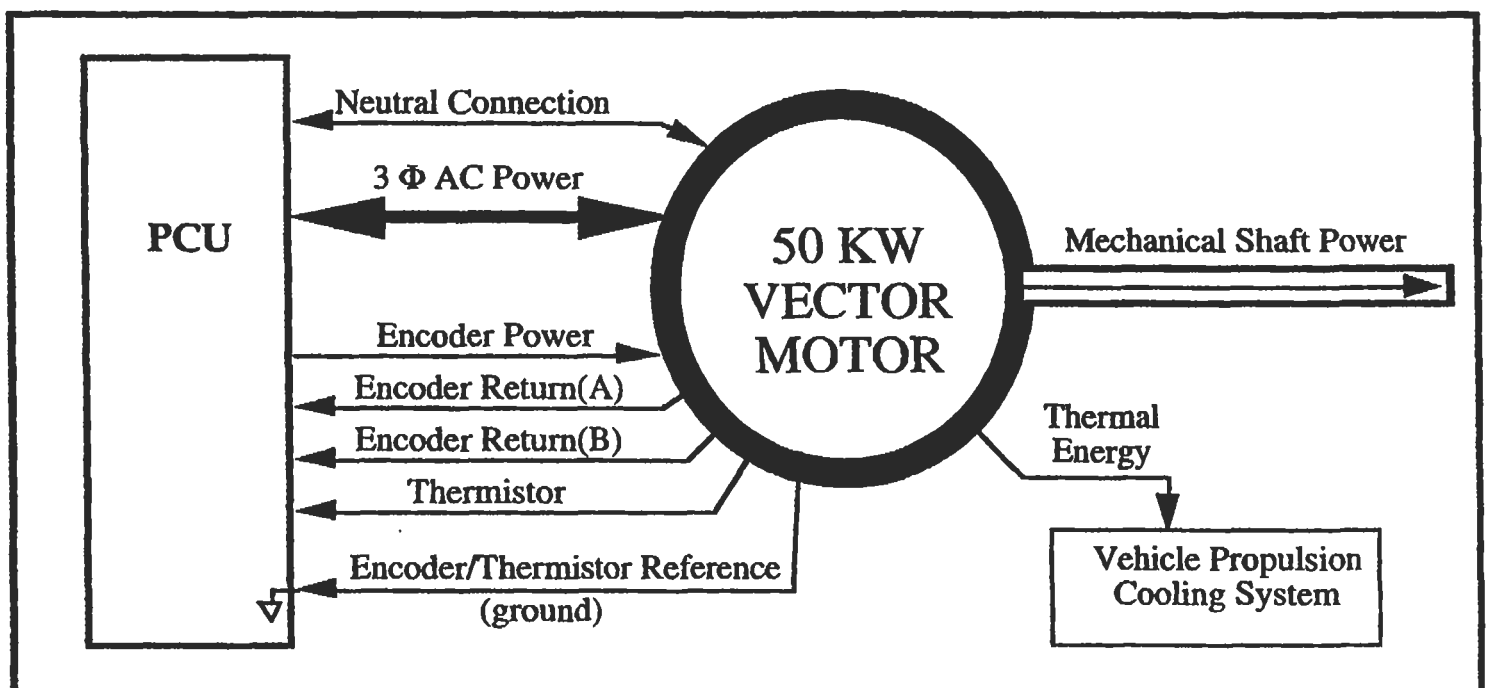 Neutral Connection
3 Φ AC Power
PCU
50 KW
VECTOR
MOTOR
Mechanical Shaft Power
Encoder Power
Encoder Return(A)
Encoder Return(B)
Thermistor
Encoder/Thermistor Reference
(ground)
Thermal
Energy
Vehicle Propulsion
Cooling System